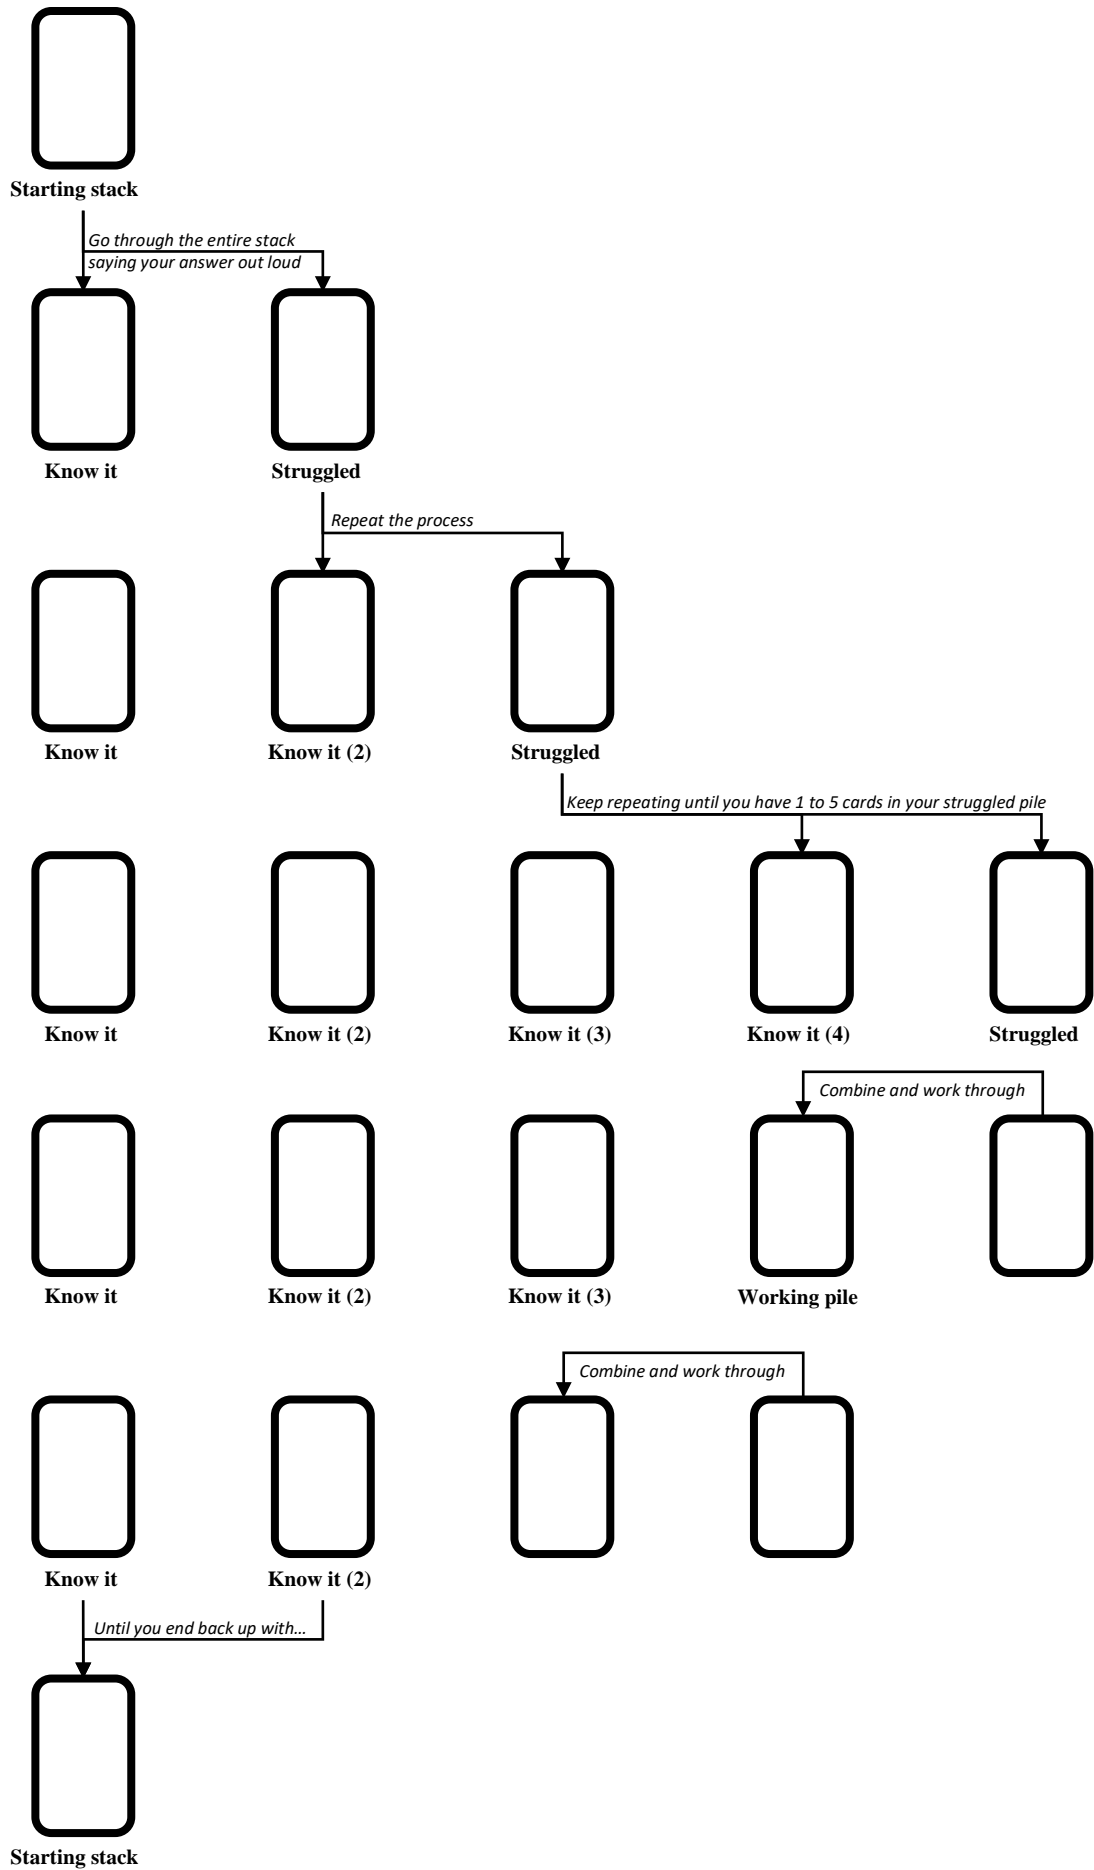 Starting stack
Go through the entire stack
saying your answer out loud
Know it
Struggled
Repeat the process
Know it
Know it (2)
Struggled
Keep repeating until you have 1 to 5 cards in your struggled pile
Know it
Know it (2)
Know it (3)
Know it (4)
Struggled
Combine and work through
Know it
Know it (2)
Know it (3)
Working pile
Combine and work through
Know it
Know it (2)
Until you end back up with…
Starting stack